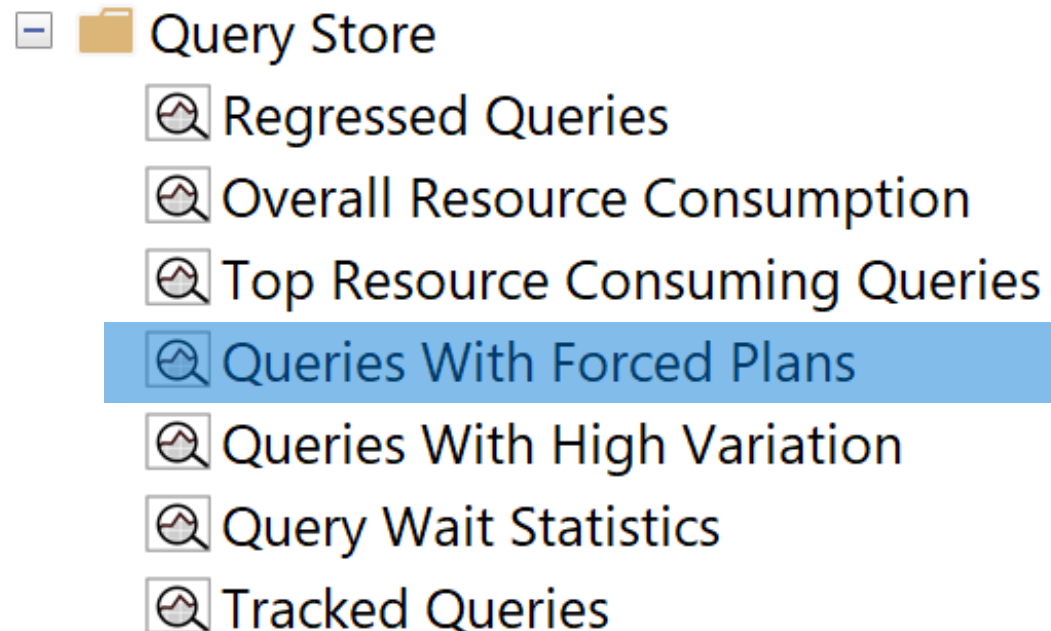 Query Store
Regressed Queries
Overall Resource Consumption
Top Resource Consuming Queries
Queries With Forced Plans
Queries With High Variation
Query Wait Statistics
Tracked Queries